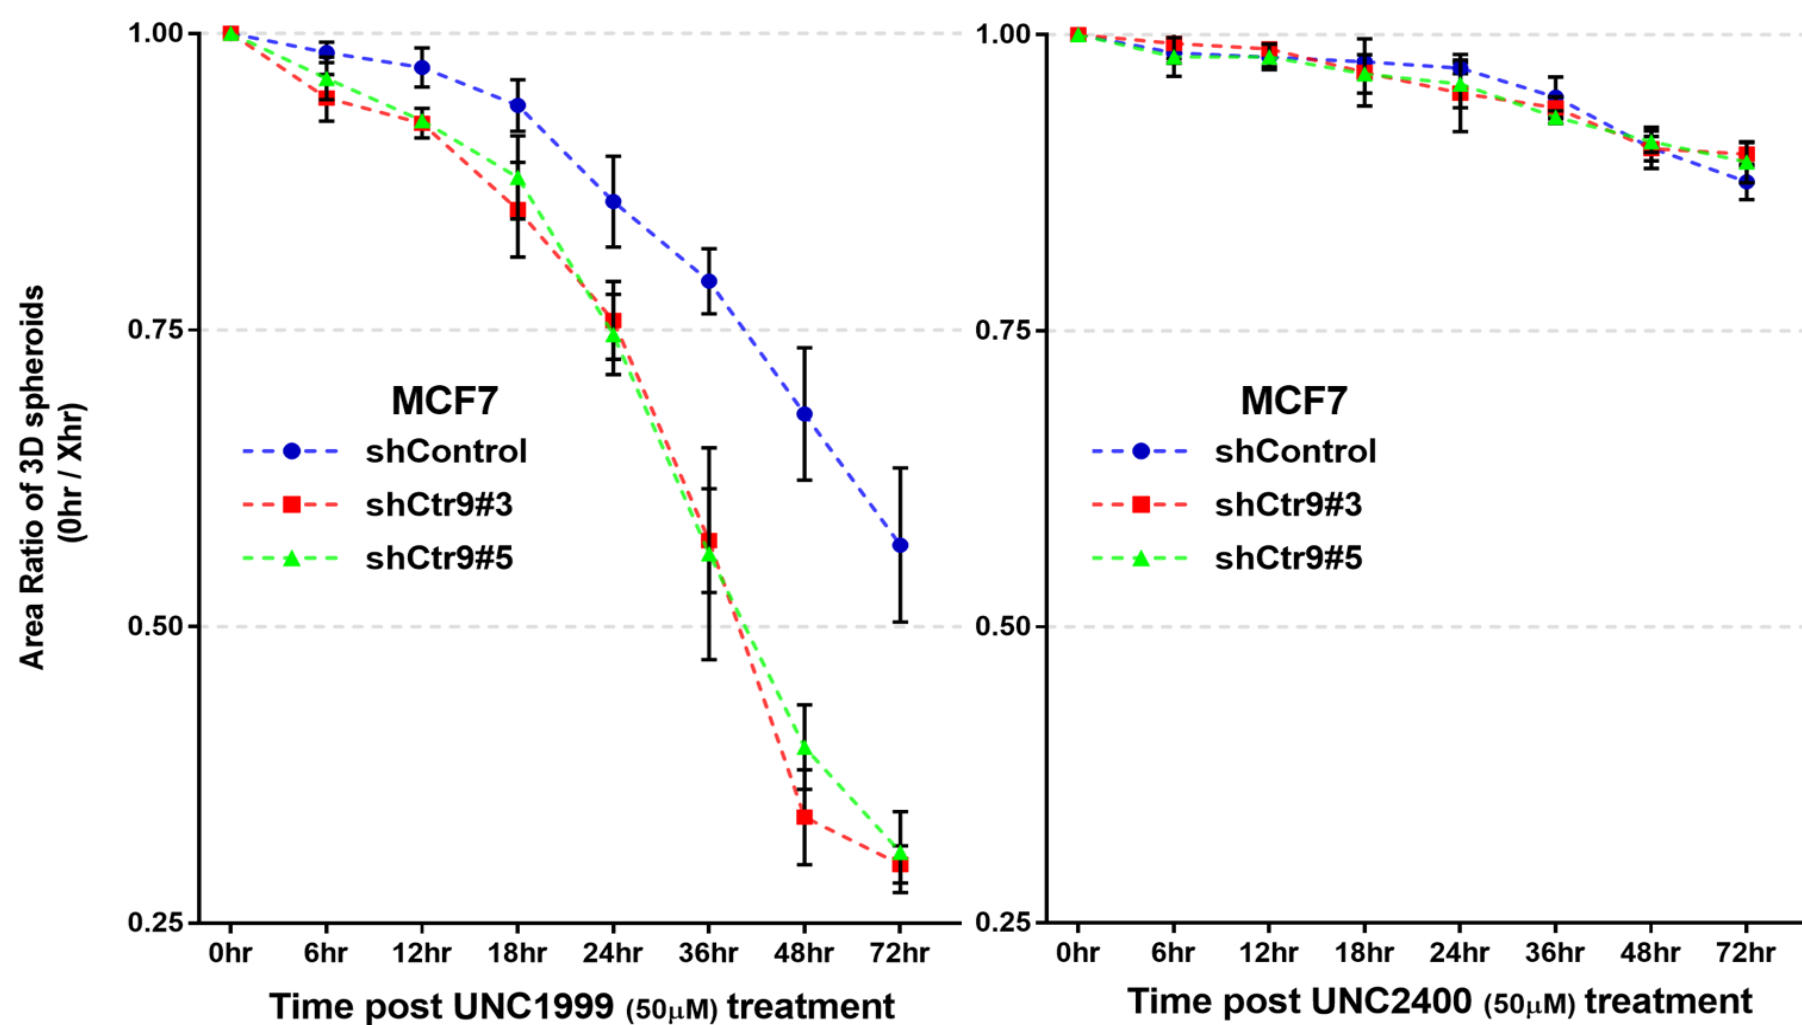 Area Ratio of 3D spheroids
(0hr / Xhr)
1.00
0.75
0.50
0.25
MCF7
shControl
shCtr9#3
shCtr9#5
0hr 6hr 12hr 18hr 24hr 36hr 48hr 72hr
Time post UNC1999 (50μM) treatment
1.00
0.75
0.50
0.25
MCF7
shControl
shCtr9#3
shCtr9#5
0hr 6hr 12hr 18hr 24hr 36hr 48hr 72hr
Time post UNC2400 (50μM) treatment